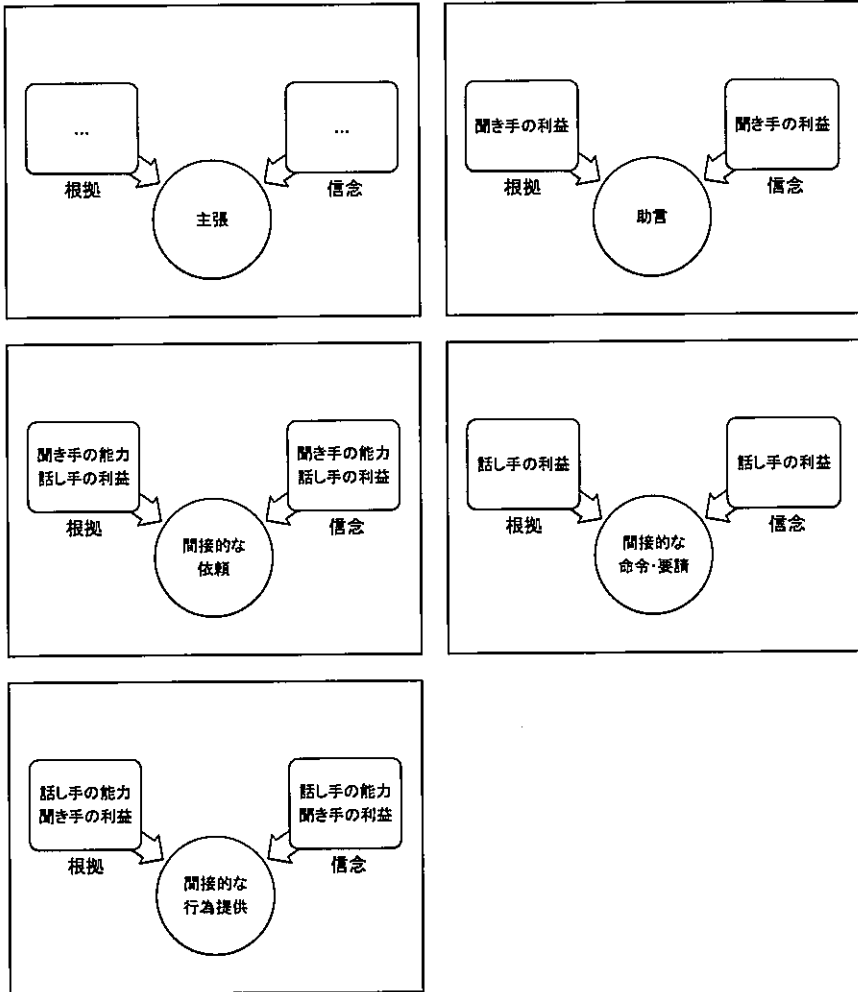 ...
根拠
...
信念
主張
聞き手の利益
根拠
聞き手の利益
信念
助言
聞き手の能力
話し手の利益
根拠
聞き手の能力
話し手の利益
信念
間接的な
依頼
話し手の利益
根拠
話し手の利益
信念
間接的な
命令・要請
話し手の能力
聞き手の利益
根拠
話し手の能力
聞き手の利益
信念
間接的な
行為提供